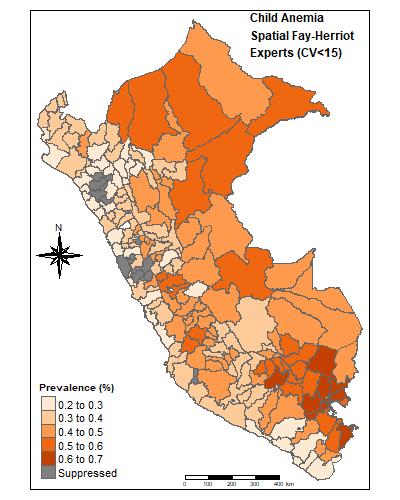 Child Anemia
Spatial Fay-Herriot
Experts (CV<15)
N
Prevalence (%)
0.2 to 0.3
0.3 to 0.4
0.4 to 0.5
0.5 to 0.6
0.6 to 0.7
Suppressed
0 100 200 300 400 km